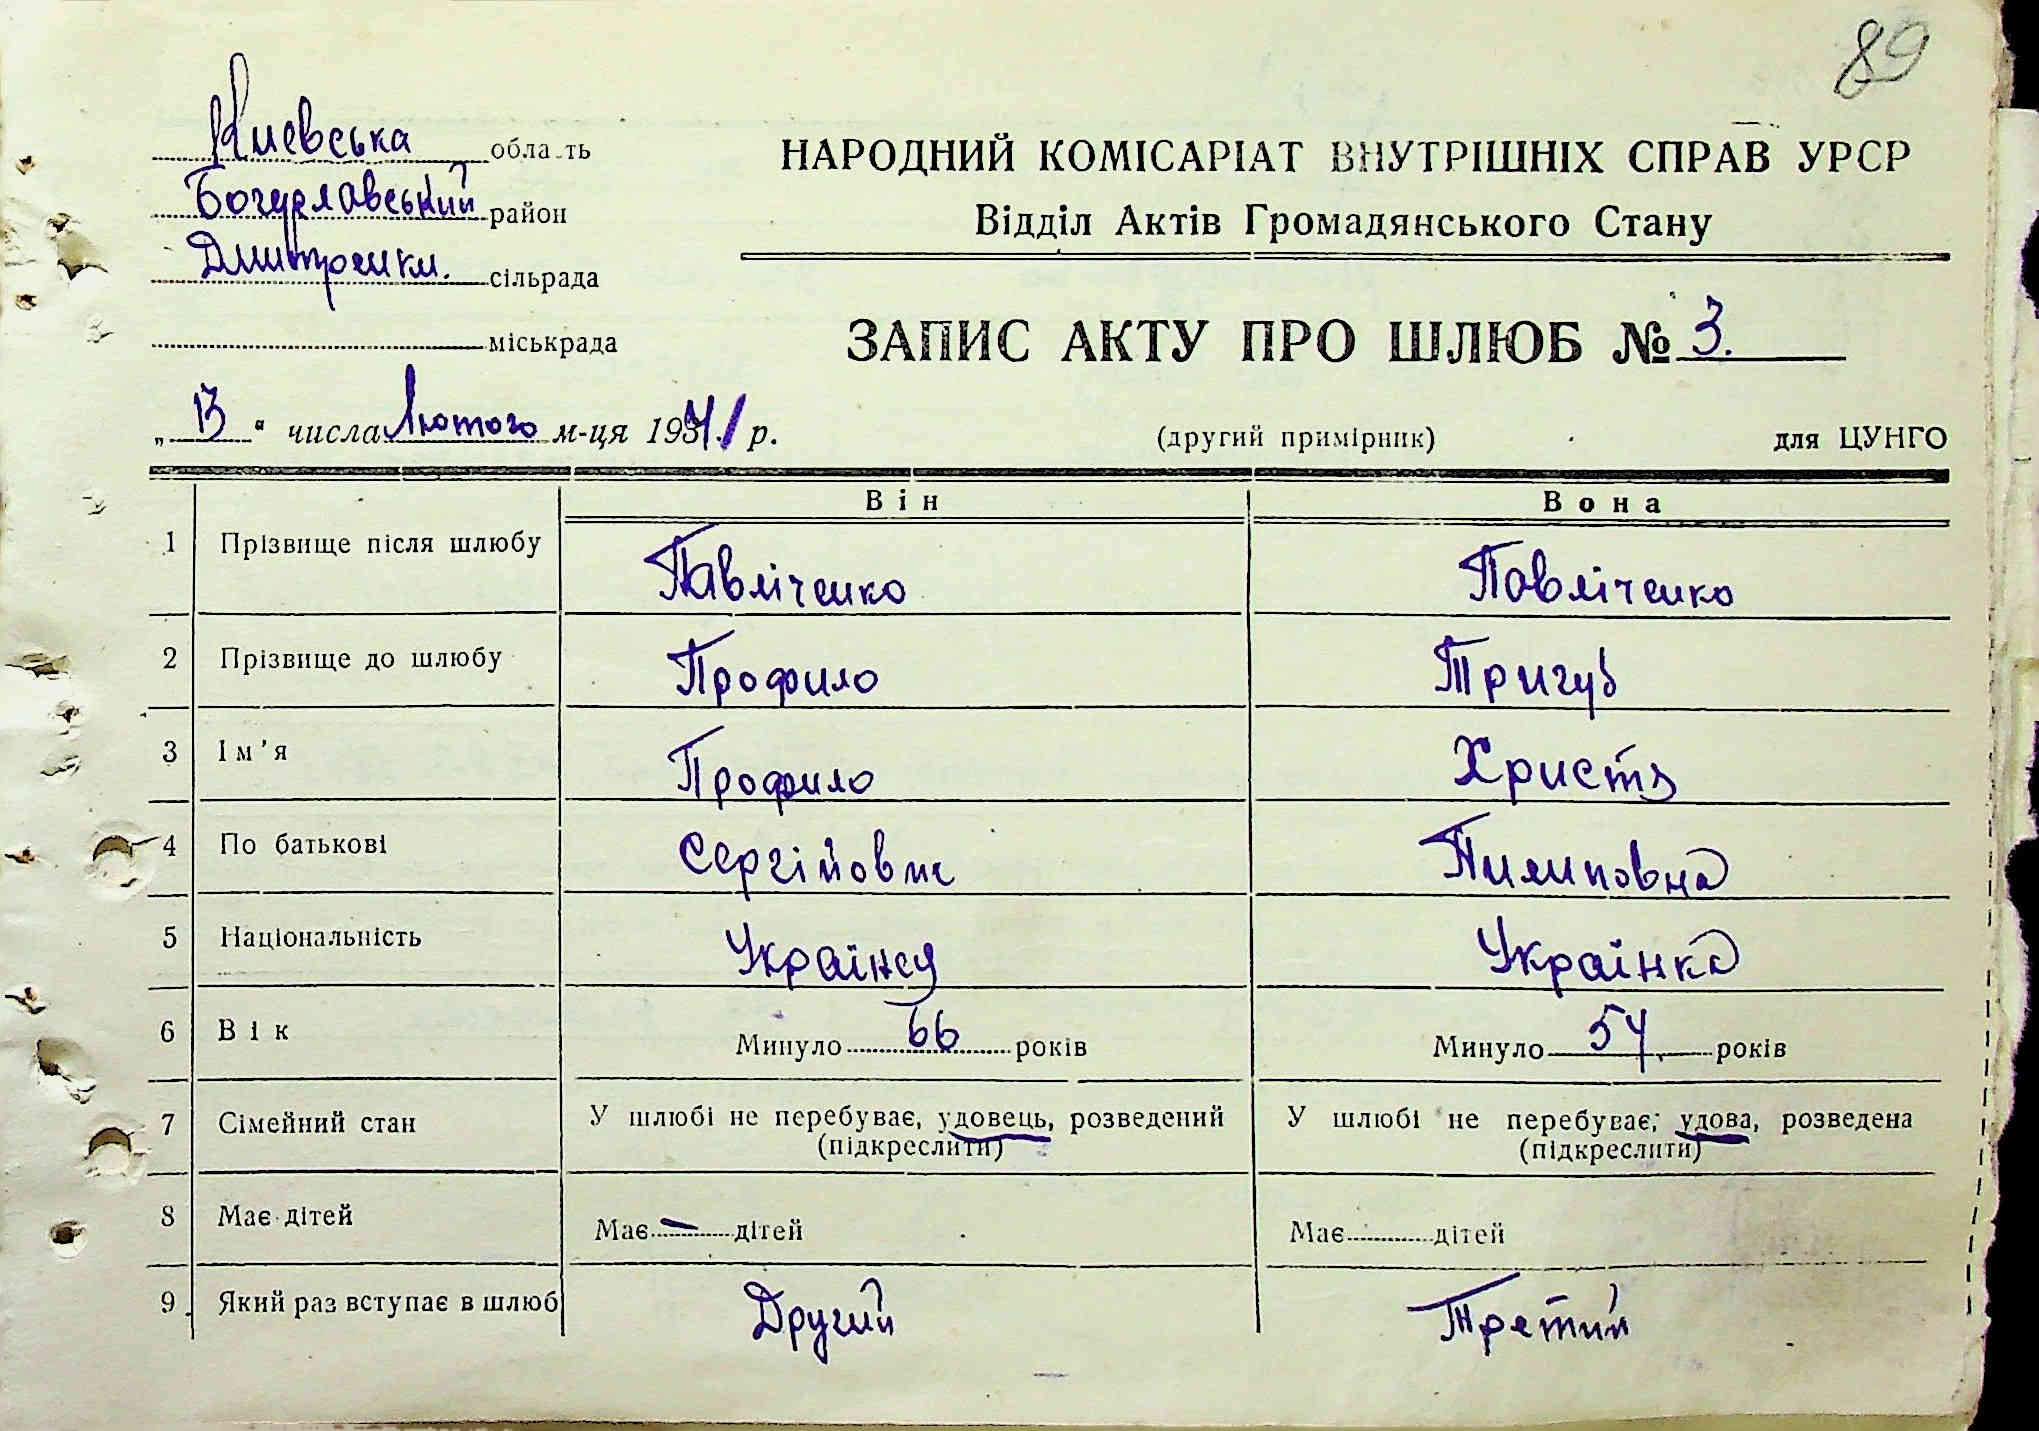 89
Киевська область
Богуславський район
Дмитренки. сільрада
міськрада
НАРОДНИЙ КОМІСАРІАТ ВНУТРІШНІХ СПРАВ УРСР
Відділ Актів Громадянського Стану
ЗАПИС АКТУ ПРО ШЛЮБ № 3.
„13“ числа Лютого м-ця 1941 р.
(другий примірник)
для ЦУНГО
Він Вона
1 Прізвище після шлюбу Павліченко Повліченко
2 Прізвище до шлюбу Профило Тригуб
3 Ім'я Профило Христя
4 По батькові Сергійович Пилиповна
5 Національність Українец Українка
6 Вік Минуло 66 років Минуло 54 років
7 Сімейний стан У шлюбі не перебуває, удовець, розведений У шлюбі не перебуває; удова, розведена
(підкреслити) (підкреслити)
8 Має дітей Має — дітей Має дітей
9. Який раз вступає в шлюб Другий Третий